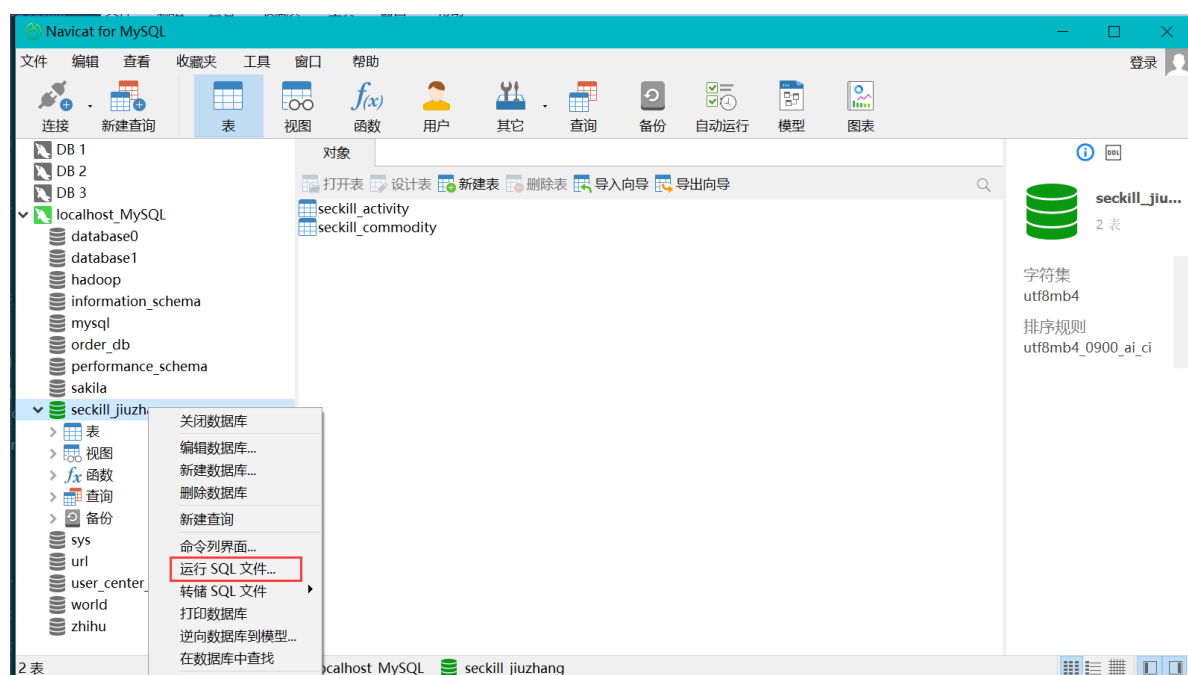 Navicat for MySQL
文件 编辑 查看 收藏夹 工具 窗口 帮助 登录
连接 新建查询 表 视图 函数 用户 其它 查询 备份 自动运行 模型 图表
DB 1
DB 2
DB 3
localhost_MySQL
database0
database1
hadoop
information_schema
mysql
order_db
performance_schema
sakila
seckill_jiuzh
表
视图
函数
查询
备份
sys
url
user_center_
world
zhihu
关闭数据库
编辑数据库...
新建数据库...
删除数据库
新建查询
命令列界面...
运行 SQL 文件...
转储 SQL 文件
打印数据库
逆向数据库到模型...
在数据库中查找
对象
打开表 设计表 新建表 删除表 导入向导 导出向导
seckill_activity
seckill_commodity
DDL
seckill_jiu...
2 表
字符集
utf8mb4
排序规则
utf8mb4_0900_ai_ci
2 表 ocalhost_MySQL seckill_jiuzhang